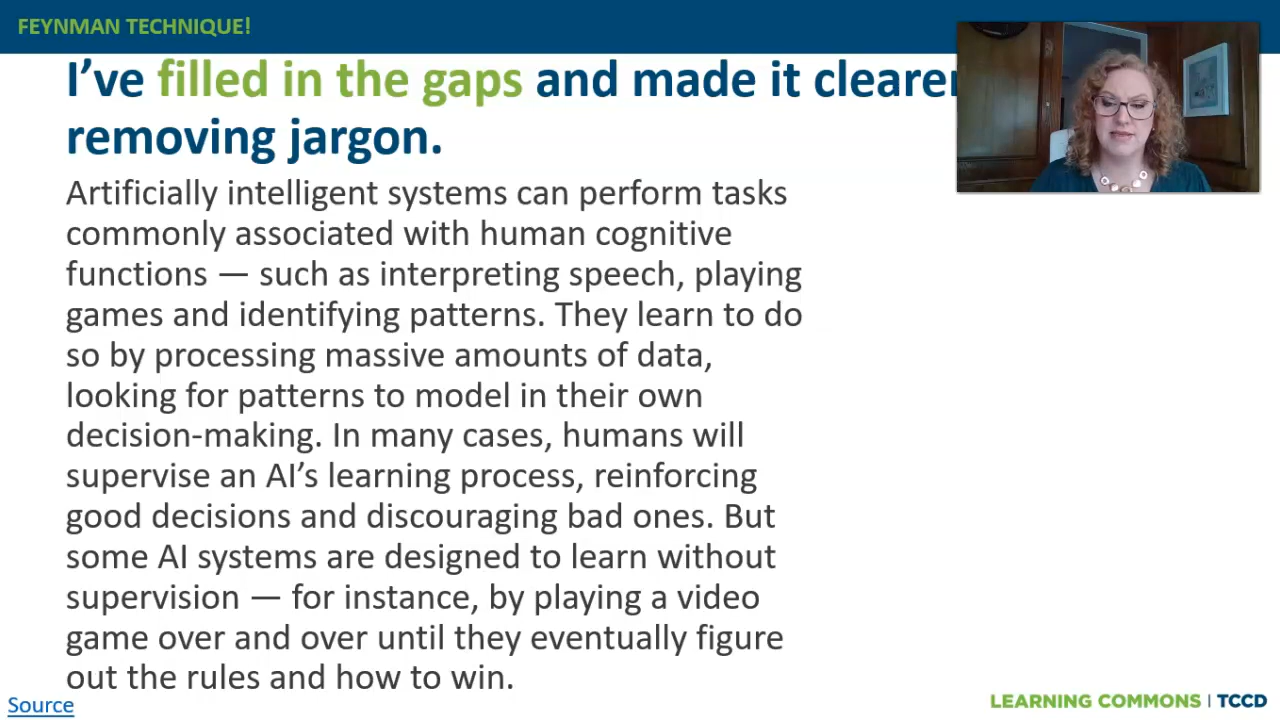 FEYNMAN TECHNIQUE!
I’ve filled in the gaps and made it clearer
removing jargon.
Artificially intelligent systems can perform tasks
commonly associated with human cognitive
functions — such as interpreting speech, playing
games and identifying patterns. They learn to do
so by processing massive amounts of data,
looking for patterns to model in their own
decision-making. In many cases, humans will
supervise an AI’s learning process, reinforcing
good decisions and discouraging bad ones. But
some AI systems are designed to learn without
supervision — for instance, by playing a video
game over and over until they eventually figure
out the rules and how to win.
Source
LEARNING COMMONS | TCCD